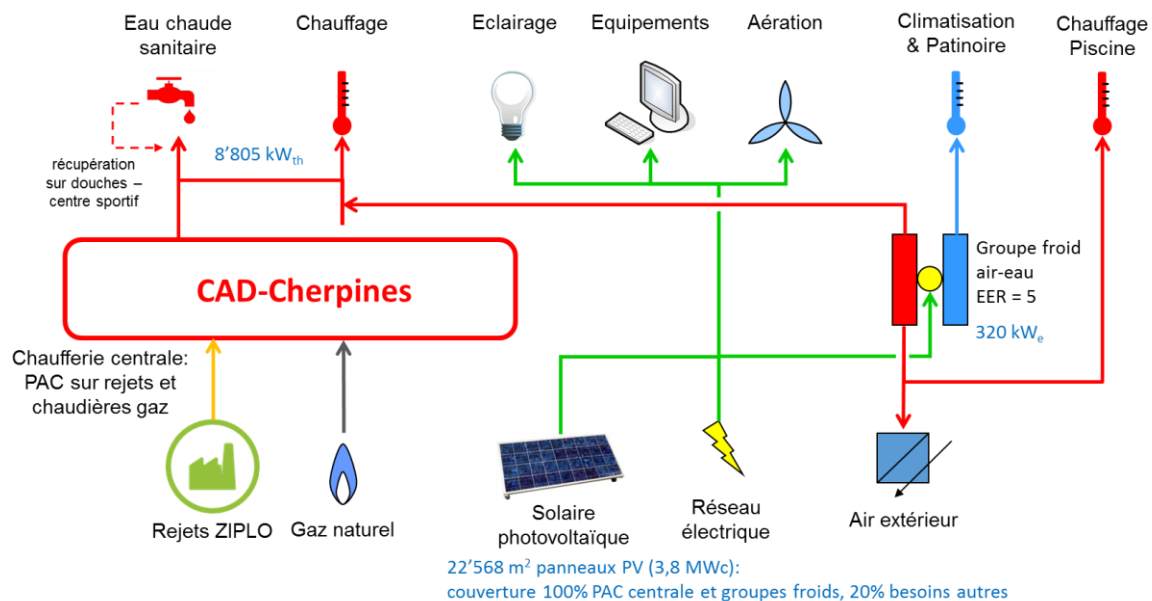 Eau chaude
sanitaire
Chauffage
Eclairage
Equipements
Aération
Climatisation
& Patinoire
Chauffage
Piscine
récupération
sur douches –
centre sportif
8’805 kWth
CAD-Cherpines
Groupe froid
air-eau
EER = 5
320 kWe
Chaufferie centrale:
PAC sur rejets et
chaudières gaz
Rejets ZIPLO
Gaz naturel
Solaire
photovoltaïque
Réseau
électrique
Air extérieur
22’568 m² panneaux PV (3,8 MWc):
couverture 100% PAC centrale et groupes froids, 20% besoins autres